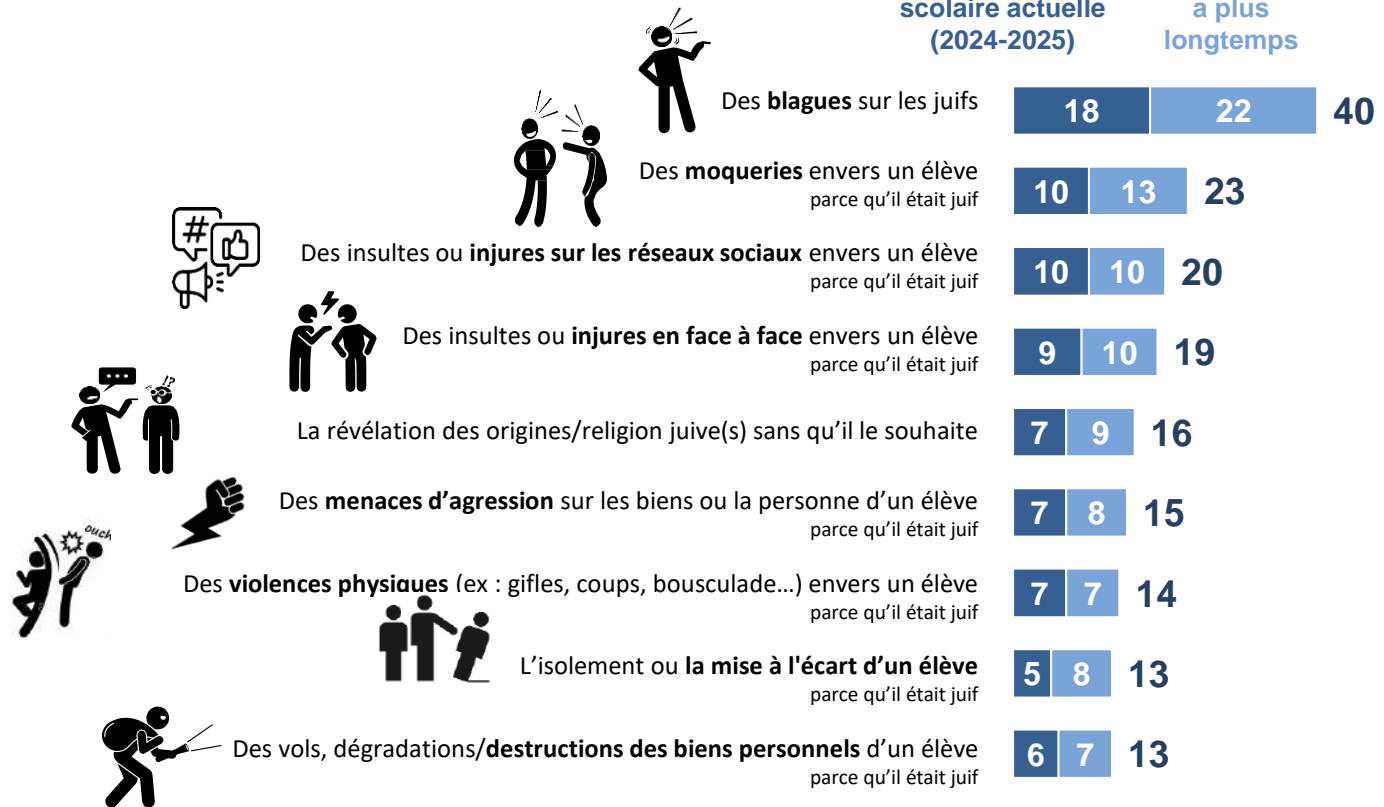 scolaire actuelle
(2024-2025)
a plus
longtemps
Des blagues sur les juifs
18 22 40
Des moqueries envers un élève
parce qu'il était juif
10 13 23
#
Des insultes ou injures sur les réseaux sociaux envers un élève
parce qu'il était juif
10 10 20
Des insultes ou injures en face à face envers un élève
parce qu'il était juif
9 10 19
!?
La révélation des origines/religion juive(s) sans qu'il le souhaite
7 9 16
Des menaces d'agression sur les biens ou la personne d'un élève
parce qu'il était juif
7 8 15
ouch
Des violences physiques (ex : gifles, coups, bousculade…) envers un élève
parce qu'il était juif
7 7 14
L'isolement ou la mise à l'écart d'un élève
parce qu'il était juif
5 8 13
Des vols, dégradations/destructions des biens personnels d'un élève
parce qu'il était juif
6 7 13